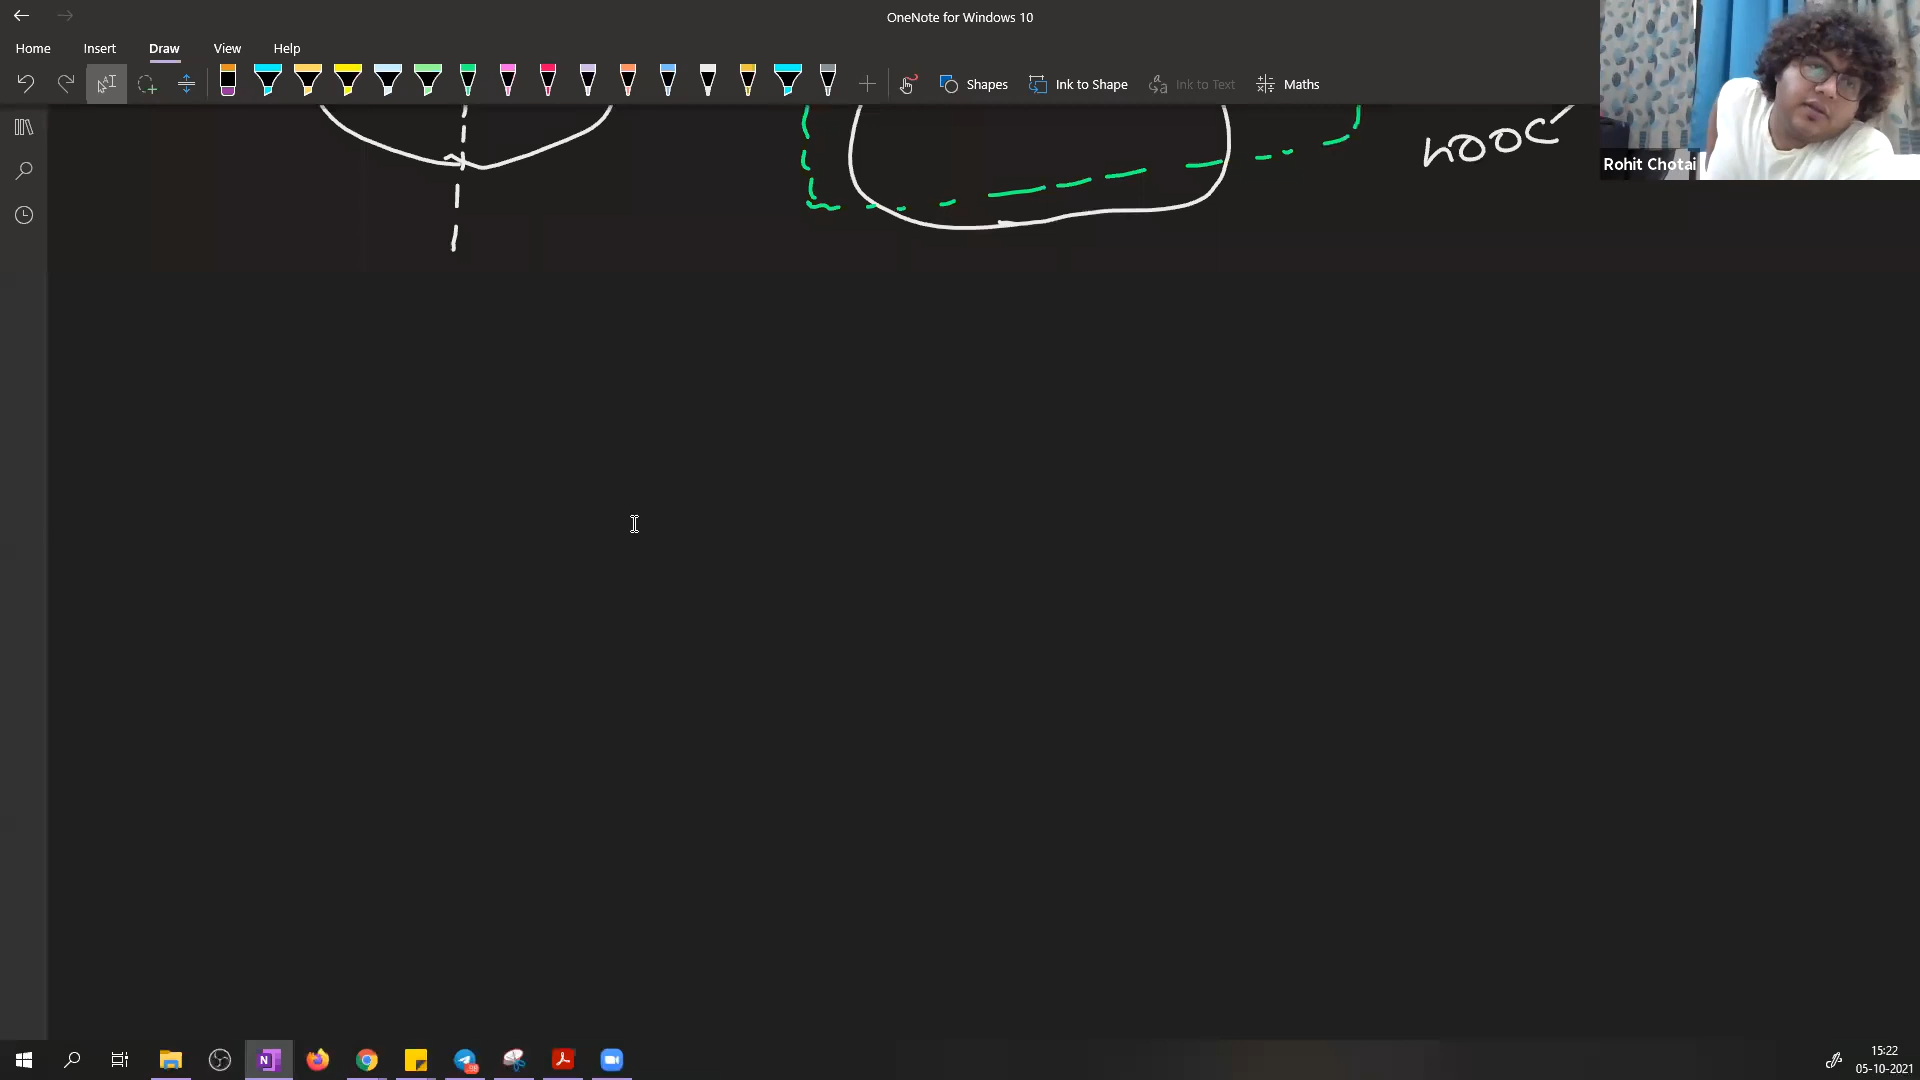 OneNote for Windows 10
Home Insert Draw View Help
Shapes Ink to Shape Ink to Text Maths
HOOC
Rohit Chotai
15:22
05-10-2021